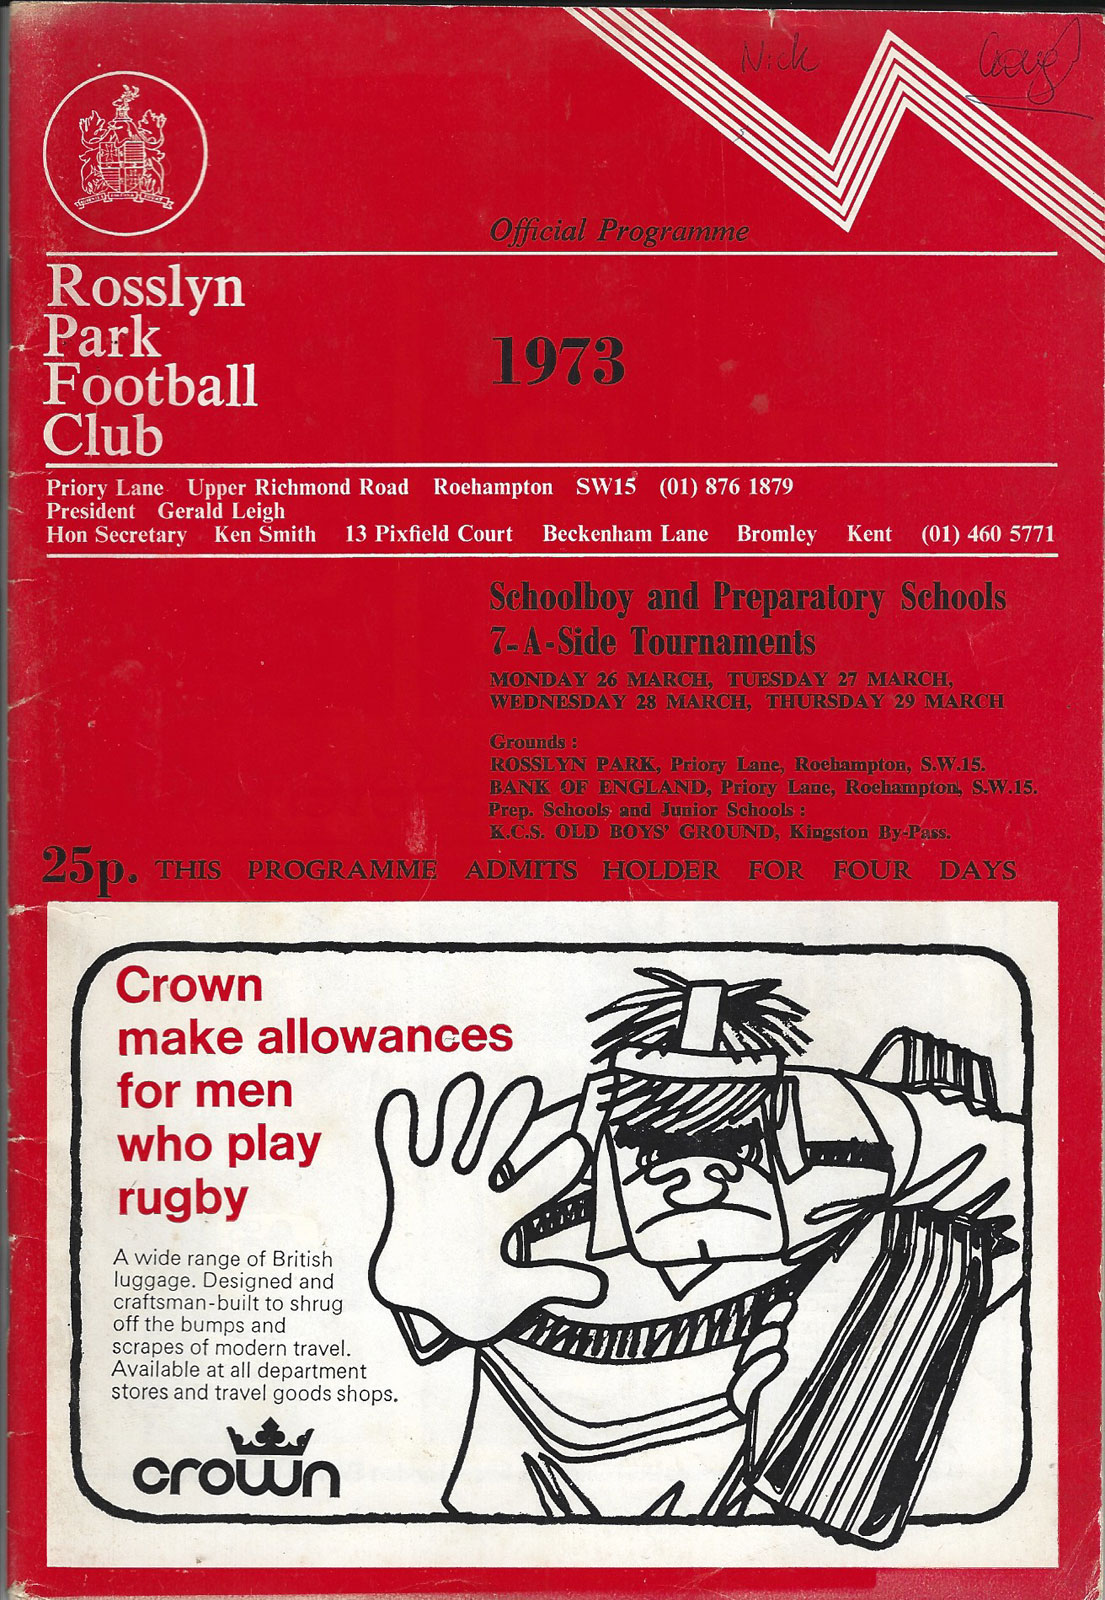 Nick
Official Programme
Rosslyn
Park
Football
Club
1973
Priory Lane Upper Richmond Road Roehampton SW15 (01) 876 1879
President Gerald Leigh
Hon Secretary Ken Smith 13 Pixfield Court Beckenham Lane Bromley Kent (01) 460 5771
Schoolboy and Preparatory Schools
7-A-Side Tournaments
MONDAY 26 MARCH, TUESDAY 27 MARCH,
WEDNESDAY 28 MARCH, THURSDAY 29 MARCH
Grounds :
ROSSLYN PARK, Priory Lane, Roehampton, S.W.15.
BANK OF ENGLAND, Priory Lane, Roehampton, S.W.15.
Prep. Schools and Junior Schools :
K.C.S. OLD BOYS' GROUND, Kingston By-Pass.
25p. THIS PROGRAMME ADMITS HOLDER FOR FOUR DAYS
Crown
make allowances
for men
who play
rugby
A wide range of British
luggage. Designed and
craftsman-built to shrug
off the bumps and
scrapes of modern travel.
Available at all department
stores and travel goods shops.
crown